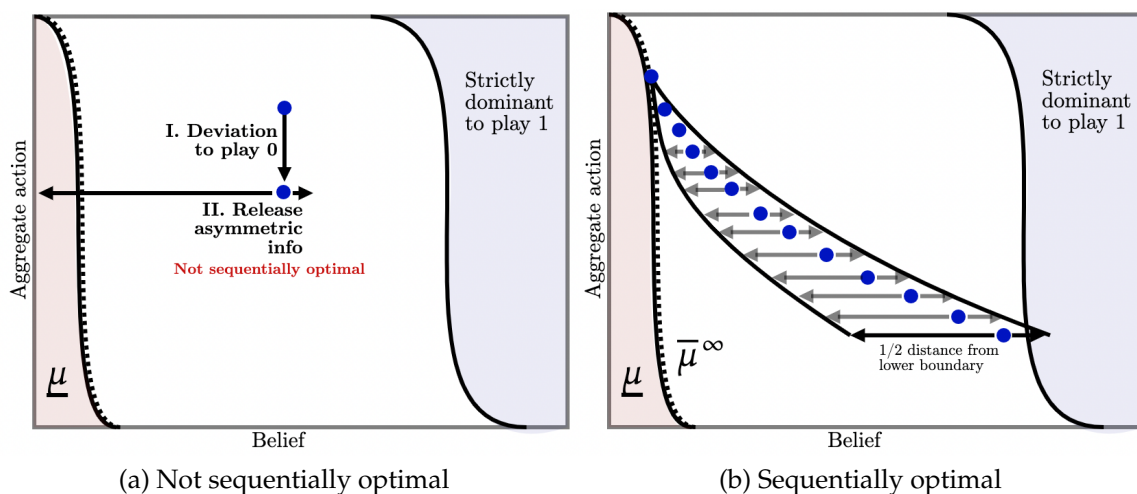 Aggregate action
Strictly
dominant
to play 1
I. Deviation
to play 0
II. Release
asymmetric
info
Not sequentially optimal
μ
Belief
(a) Not sequentially optimal
Aggregate action
Strictly
dominant
to play 1
μ
μ̅^∞
1/2 distance from
lower boundary
Belief
(b) Sequentially optimal